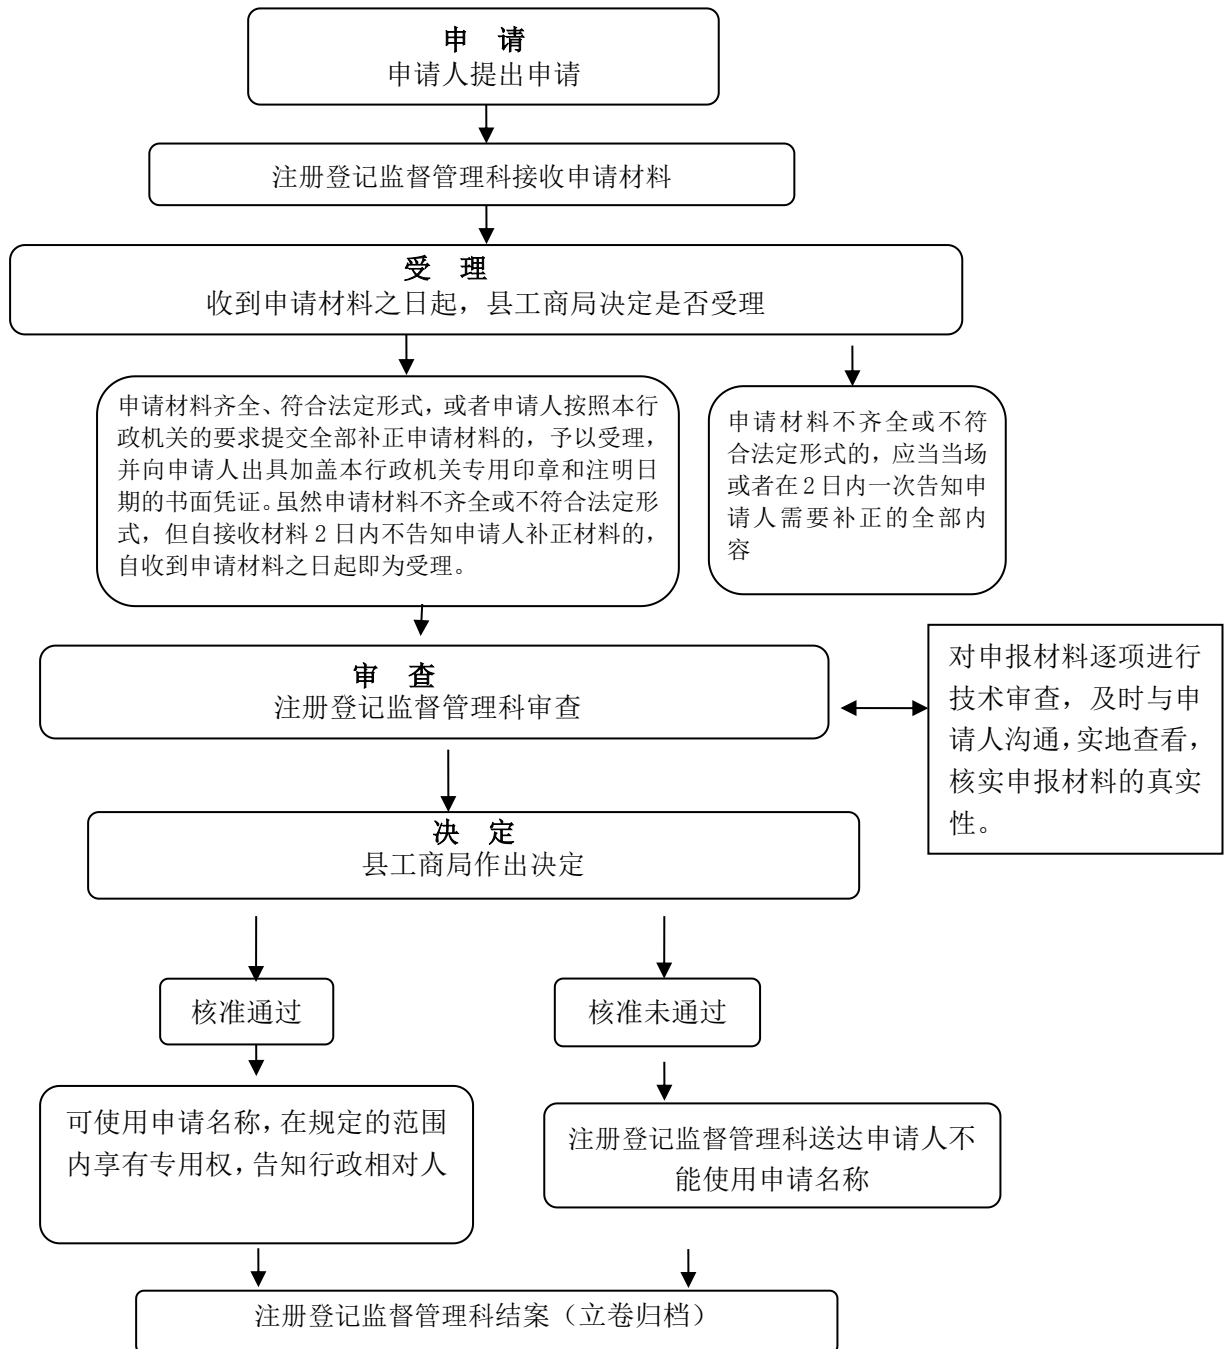 申 请
申请人提出申请
注册登记监督管理科接收申请材料
受 理
收到申请材料之日起，县工商局决定是否受理
申请材料齐全、符合法定形式，或者申请人按照本行
政机关的要求提交全部补正申请材料的，予以受理，
并向申请人出具加盖本行政机关专用印章和注明日
期的书面凭证。虽然申请材料不齐全或不符合法定形
式，但自接收材料 2 日内不告知申请人补正材料的，
自收到申请材料之日起即为受理。
申请材料不齐全或不符
合法定形式的，应当当场
或者在 2 日内一次告知申
请人需要补正的全部内
容
审 查
注册登记监督管理科审查
对申报材料逐项进行
技术审查，及时与申
请人沟通，实地查看，
核实申报材料的真实
性。
决 定
县工商局作出决定
核准通过
核准未通过
可使用申请名称，在规定的范围
内享有专用权，告知行政相对人
注册登记监督管理科送达申请人不
能使用申请名称
注册登记监督管理科结案（立卷归档）